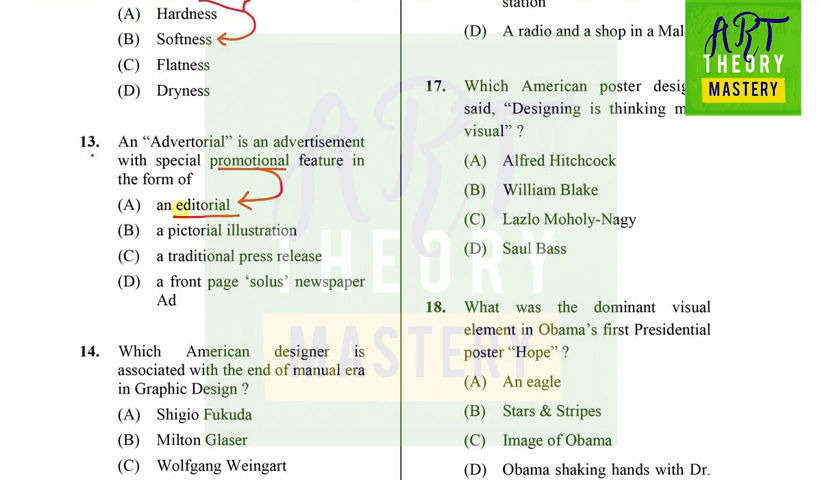 (A) Hardness
(B) Softness
(C) Flatness
(D) Dryness
13. An “Advertorial” is an advertisement
with special promotional feature in
the form of
(A) an editorial
(B) a pictorial illustration
(C) a traditional press release
(D) a front page ‘solus’ newspaper
Ad
14. Which American designer is
associated with the end of manual era
in Graphic Design ?
(A) Shigio Fukuda
(B) Milton Glaser
(C) Wolfgang Weingart
station
(D) A radio and a shop in a Mal
17. Which American poster desig
said, “Designing is thinking m
visual” ?
(A) Alfred Hitchcock
(B) William Blake
(C) Lazlo Moholy-Nagy
(D) Saul Bass
18. What was the dominant visual
element in Obama’s first Presidential
poster “Hope” ?
(A) An eagle
(B) Stars & Stripes
(C) Image of Obama
(D) Obama shaking hands with Dr.
ART
THEORY
MASTERY
ART
THEORY
MASTERY